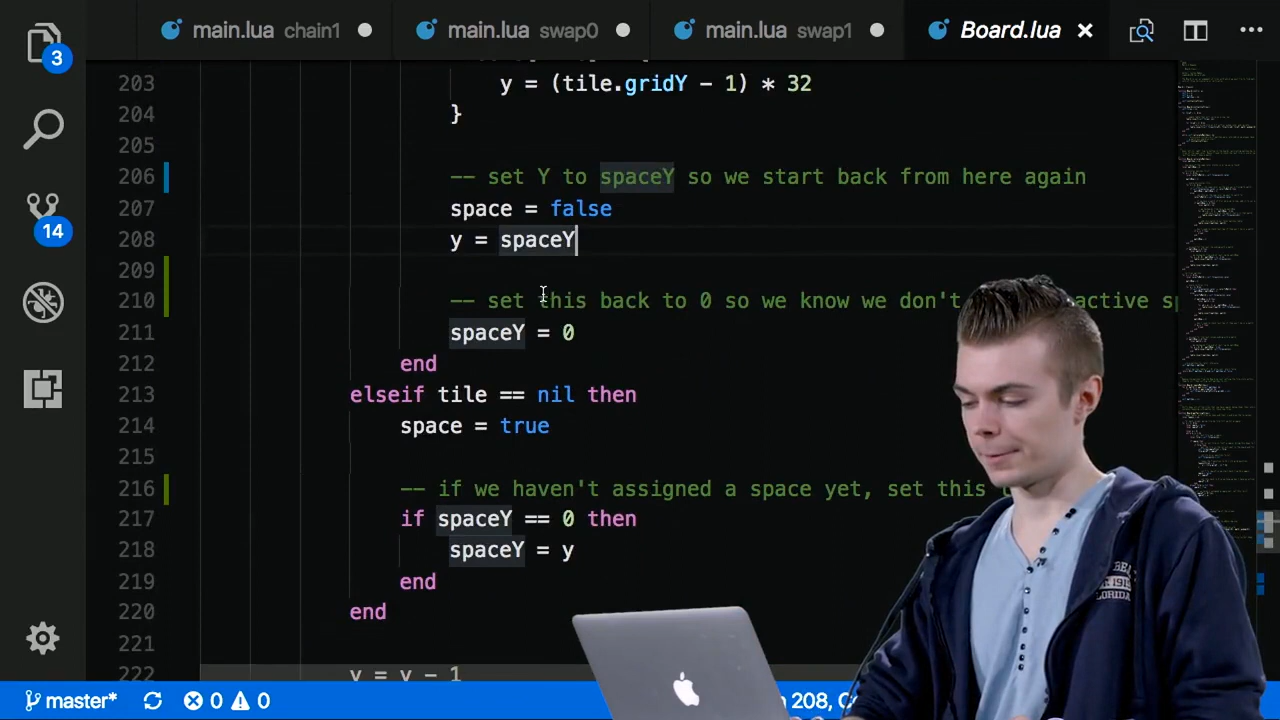 main.lua chain1
main.lua swap0
main.lua swap1
Board.lua
3
14
203 y = (tile.gridY - 1) * 32
204 }
205
206 -- set Y to spaceY so we start back from here again
207 space = false
208 y = spaceY
209
210 -- set this back to 0 so we know we don't active
211 spaceY = 0
212 end
213 elseif tile == nil then
214 space = true
215
216 -- if we haven't assigned a space yet, set this
217 if spaceY == 0 then
218 spaceY = y
219 end
220 end
221
222 y = y - 1
master* 0 0
208, Co
FLORIDA